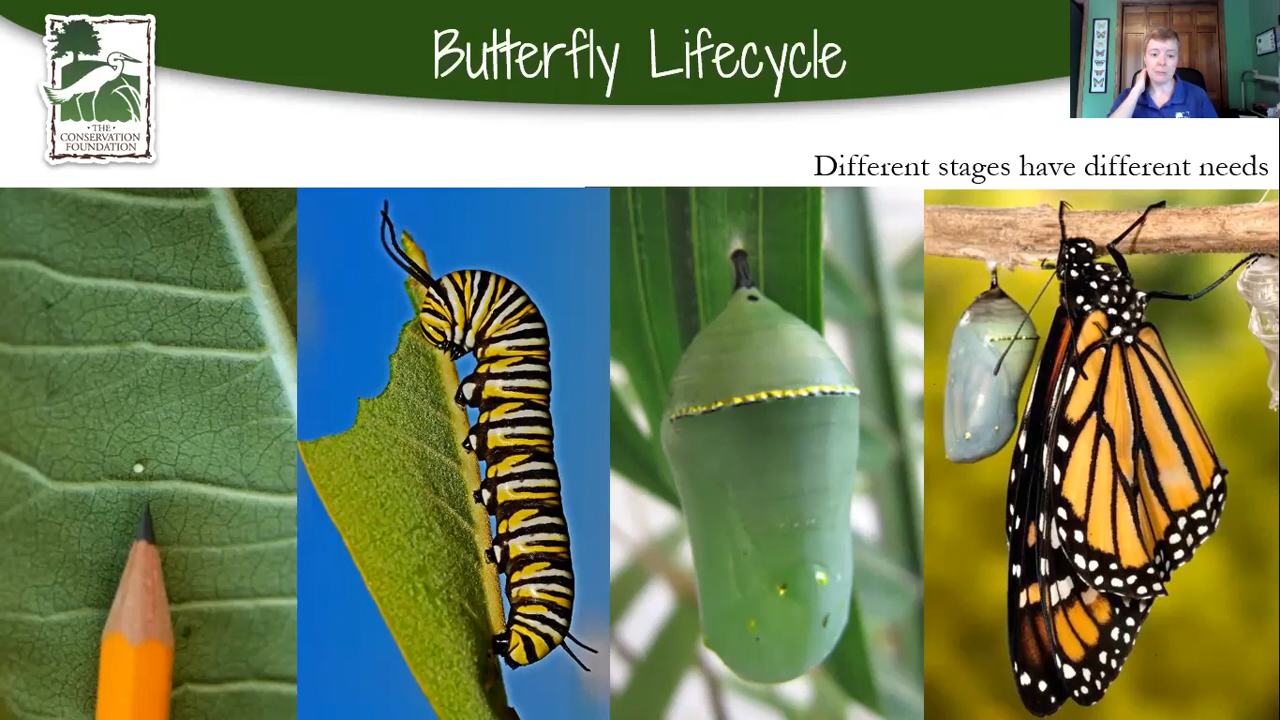 Butterfly Lifecycle
• THE •
CONSERVATION
FOUNDATION
Different stages have different needs